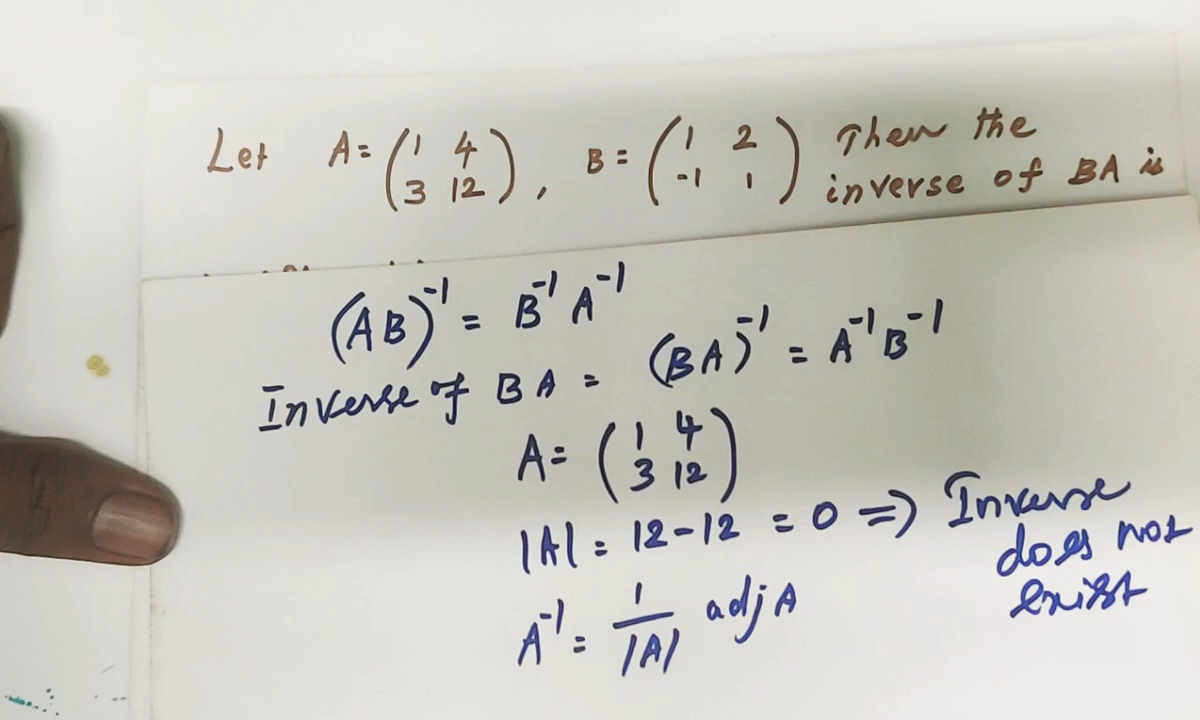 Let A = (1 4 3 12), B = (1 2 -1 1) Then the
inverse of BA is
(AB)⁻¹ = B⁻¹ A⁻¹
Inverse of BA = (BA)⁻¹ = A⁻¹ B⁻¹
A = (1 4 3 12)
|A| = 12-12 = 0 ⇒ Inverse
does not
exist
A⁻¹ = 1/|A| adj A